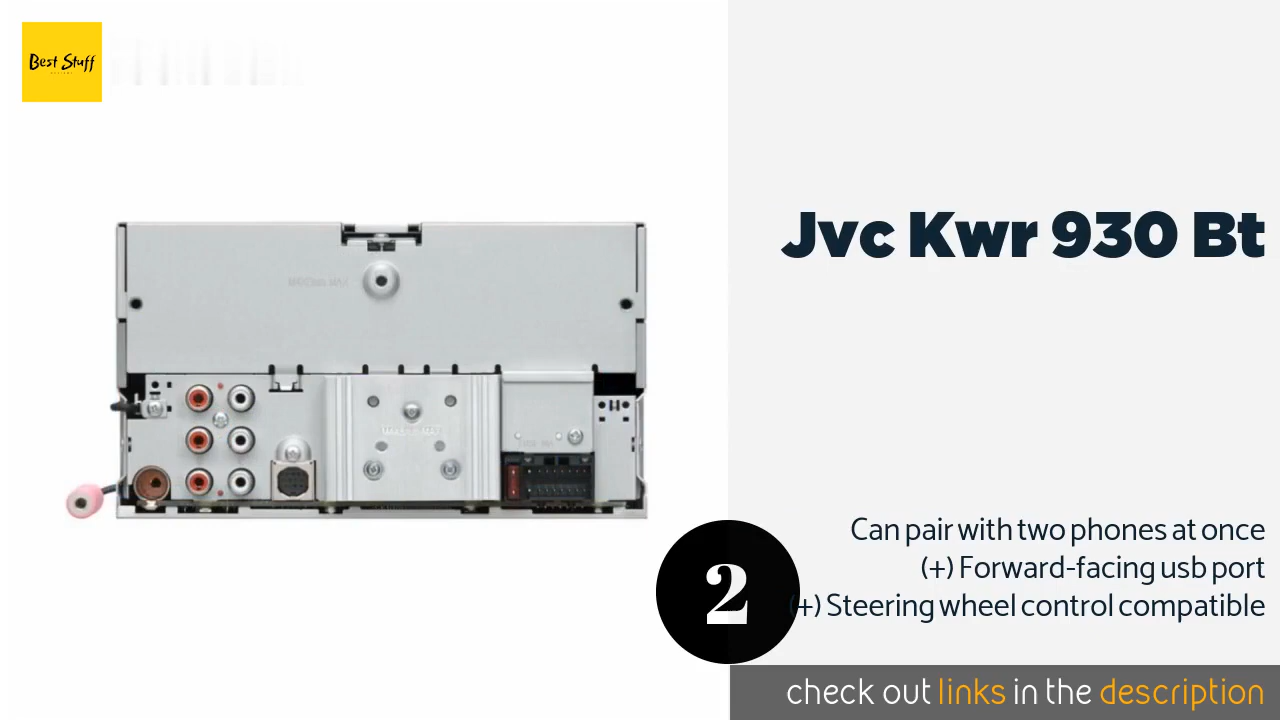 Best Stuff
Jvc Kwr 930 Bt
Can pair with two phones at once
(+) Forward-facing usb port
2
(+) Steering wheel control compatible
check out links in the description